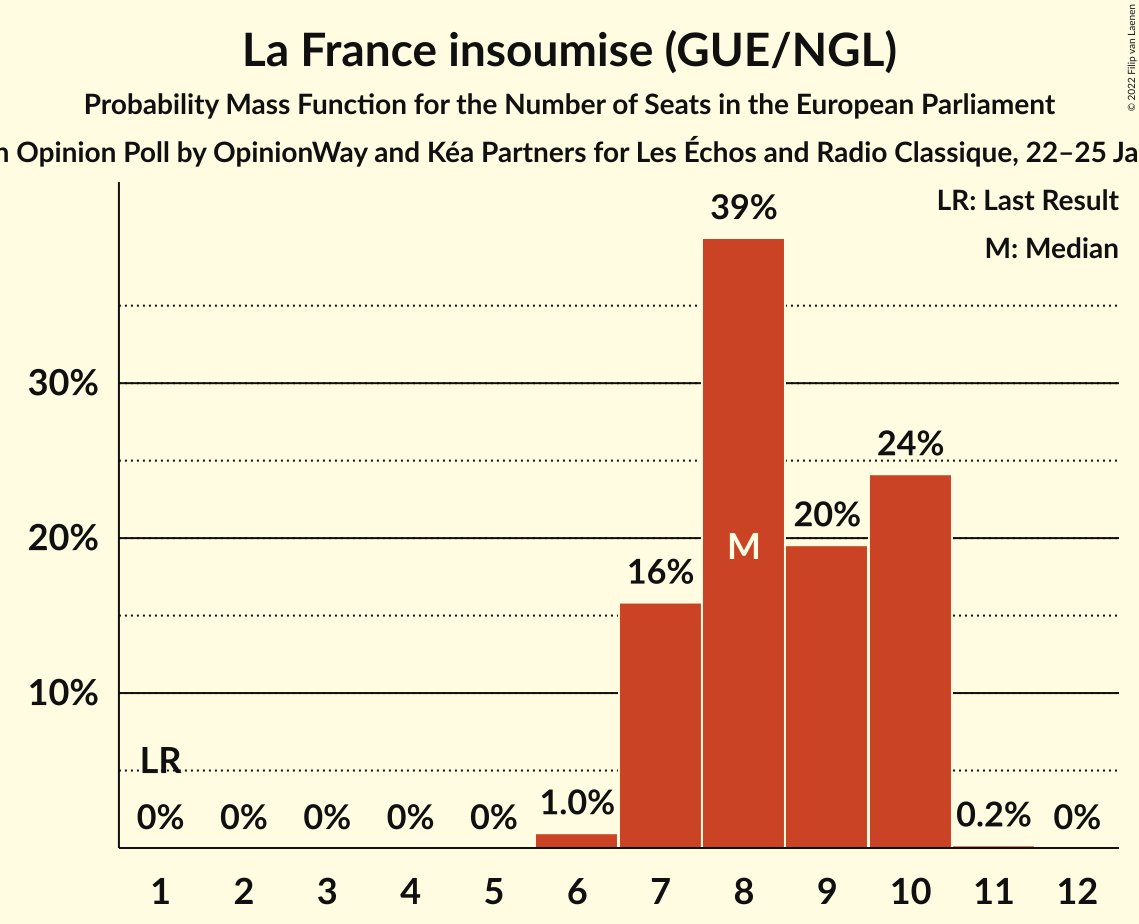 La France insoumise (GUE/NGL)
Probability Mass Function for the Number of Seats in the European Parliament
Opinion Poll by OpinionWay and Kéa Partners for Les Échos and Radio Classique, 22–25
© 2022 Filip van Laenen
LR: Last Result
M: Median
39%
30%
24%
20%
20%
M
16%
10%
LR
0% 0% 0% 0% 0% 1.0% 0.2% 0%
1 2 3 4 5 6 7 8 9 10 11 12